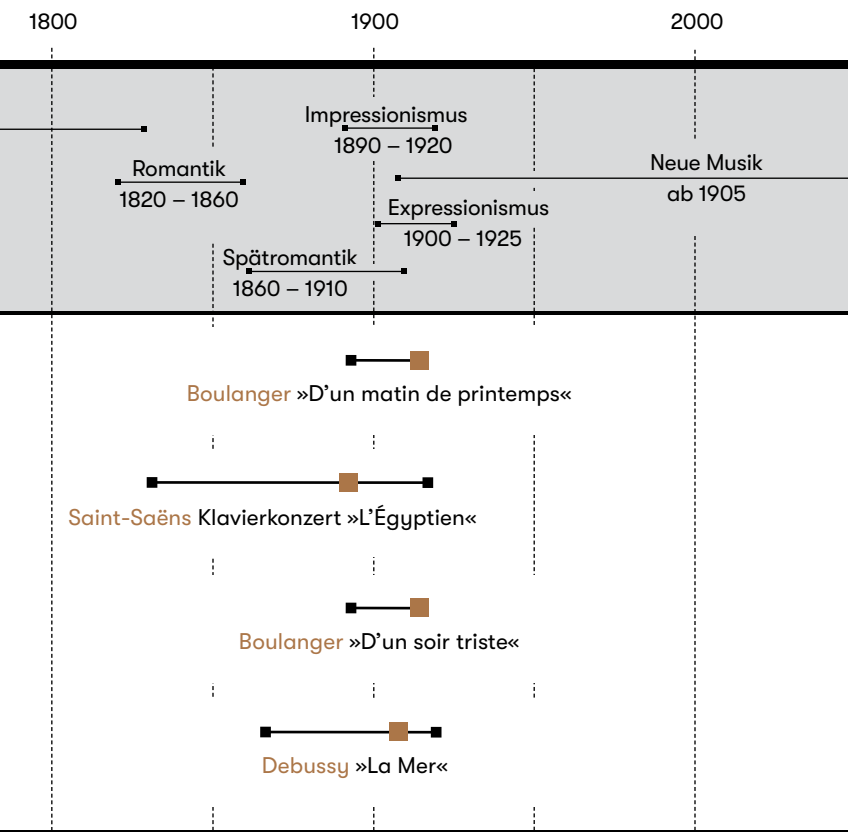 1800 1900 2000
Impressionismus
1890 – 1920
Romantik
1820 – 1860
Neue Musik
ab 1905
Expressionismus
1900 – 1925
Spätromantik
1860 – 1910
Boulanger »D’un matin de printemps«
Saint-Saëns Klavierkonzert »L’Égyptien«
Boulanger »D’un soir triste«
Debussy »La Mer«